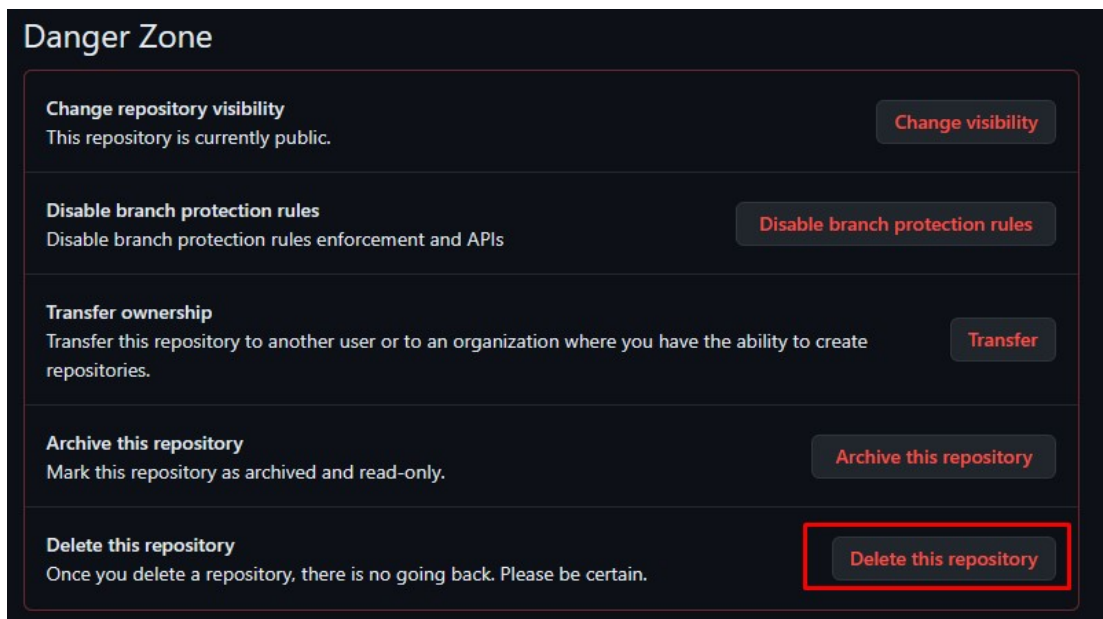 Danger Zone
Change repository visibility
This repository is currently public.
Change visibility
Disable branch protection rules
Disable branch protection rules enforcement and APIs
Disable branch protection rules
Transfer ownership
Transfer this repository to another user or to an organization where you have the ability to create
repositories.
Transfer
Archive this repository
Mark this repository as archived and read-only.
Archive this repository
Delete this repository
Once you delete a repository, there is no going back. Please be certain.
Delete this repository